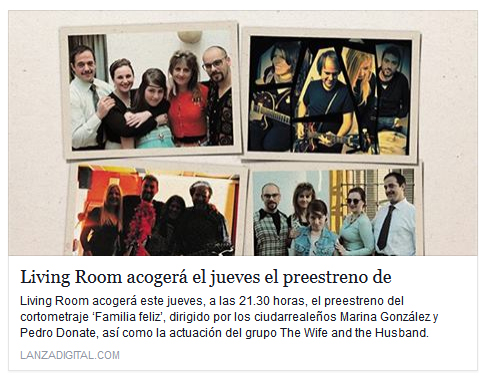 Living Room acogerá el jueves el preestreno de
Living Room acogerá este jueves, a las 21.30 horas, el preestreno del
cortometraje ‘Familia feliz’, dirigido por los ciudarrealeños Marina González y
Pedro Donate, así como la actuación del grupo The Wife and the Husband.
LANZADIGITAL.COM